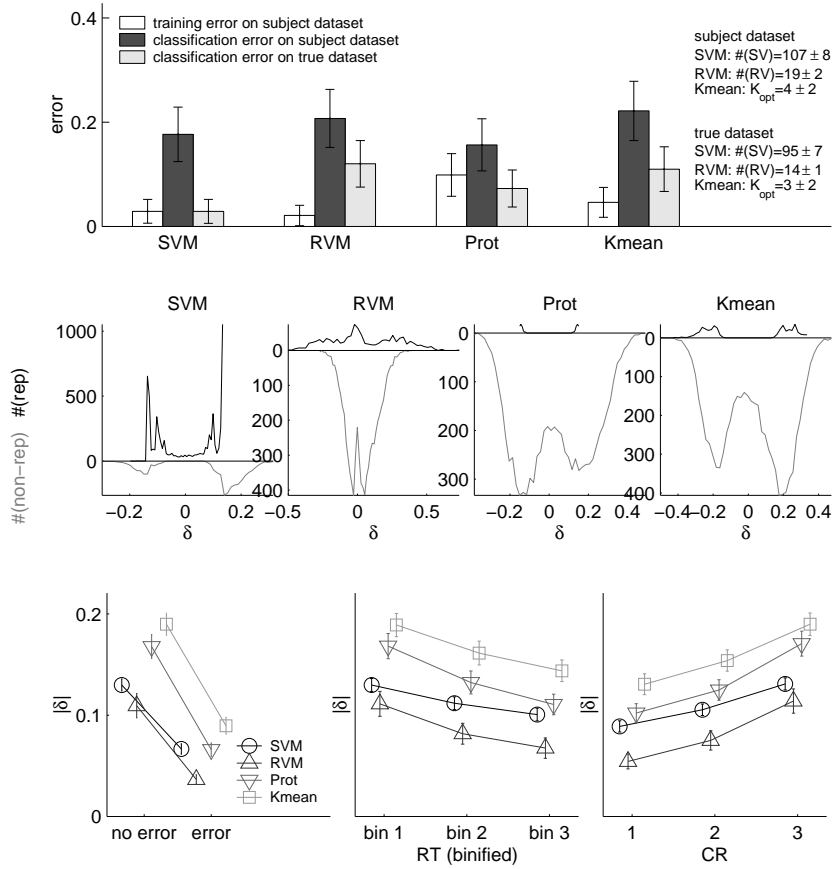 0.4
training error on subject dataset
classification error on subject dataset
classification error on true dataset
subject dataset
SVM: #(SV)=107 ± 8
RVM: #(RV)=19 ± 2
Kmean: K_opt=4 ± 2
true dataset
SVM: #(SV)=95 ± 7
RVM: #(RV)=14 ± 1
Kmean: K_opt=3 ± 2
error
0.2
0
SVM RVM Prot Kmean
SVM RVM Prot Kmean
#(non−rep) #(rep)
1000
500
0
−0.2 0 0.2
δ
0
100
200
300
400
−0.5 0 0.5
δ
0
100
200
300
−0.4 −0.2 0 0.2 0.4
δ
0
100
200
300
400
−0.4 −0.2 0 0.2 0.4
δ
|δ|
0.2
0.1
0
SVM
RVM
Prot
Kmean
no error error
|δ|
bin 1 bin 2 bin 3
RT (binified)
|δ|
1 2 3
CR